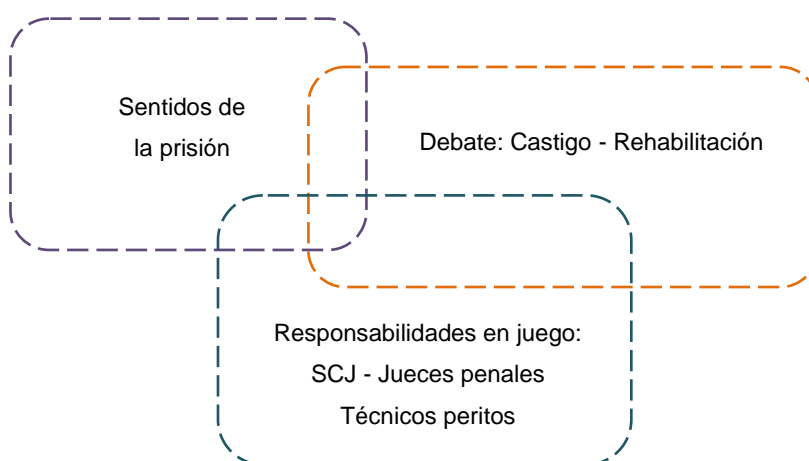 Sentidos de
la prisión
Debate: Castigo - Rehabilitación
Responsabilidades en juego:
SCJ - Jueces penales
Técnicos peritos